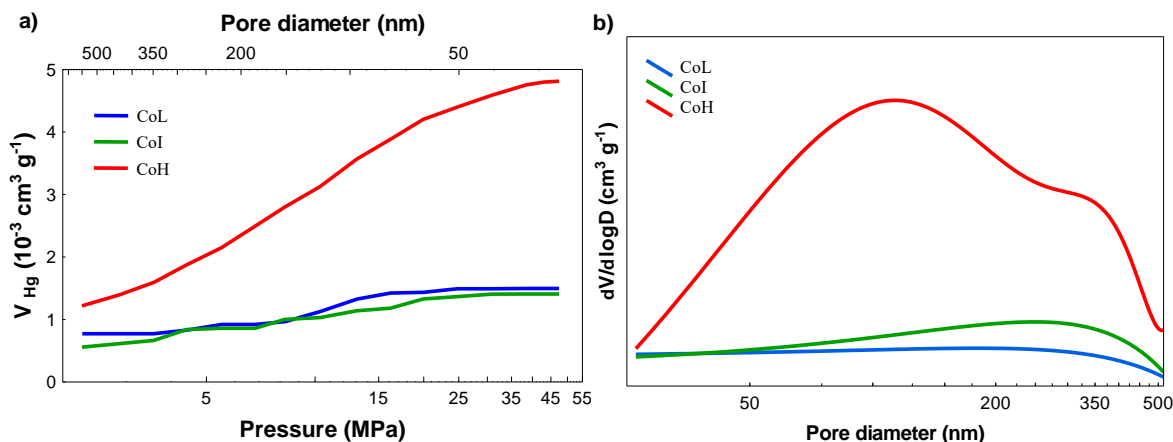 a)
Pore diameter (nm)
500 350 200 50
5
4
3
2
1
0
V Hg (10⁻³ cm³ g⁻¹)
CoL
CoI
CoH
5 15 25 35 45 55
Pressure (MPa)
b)
CoL
CoI
CoH
dV/dlogD (cm³ g⁻¹)
50 200 350 500
Pore diameter (nm)